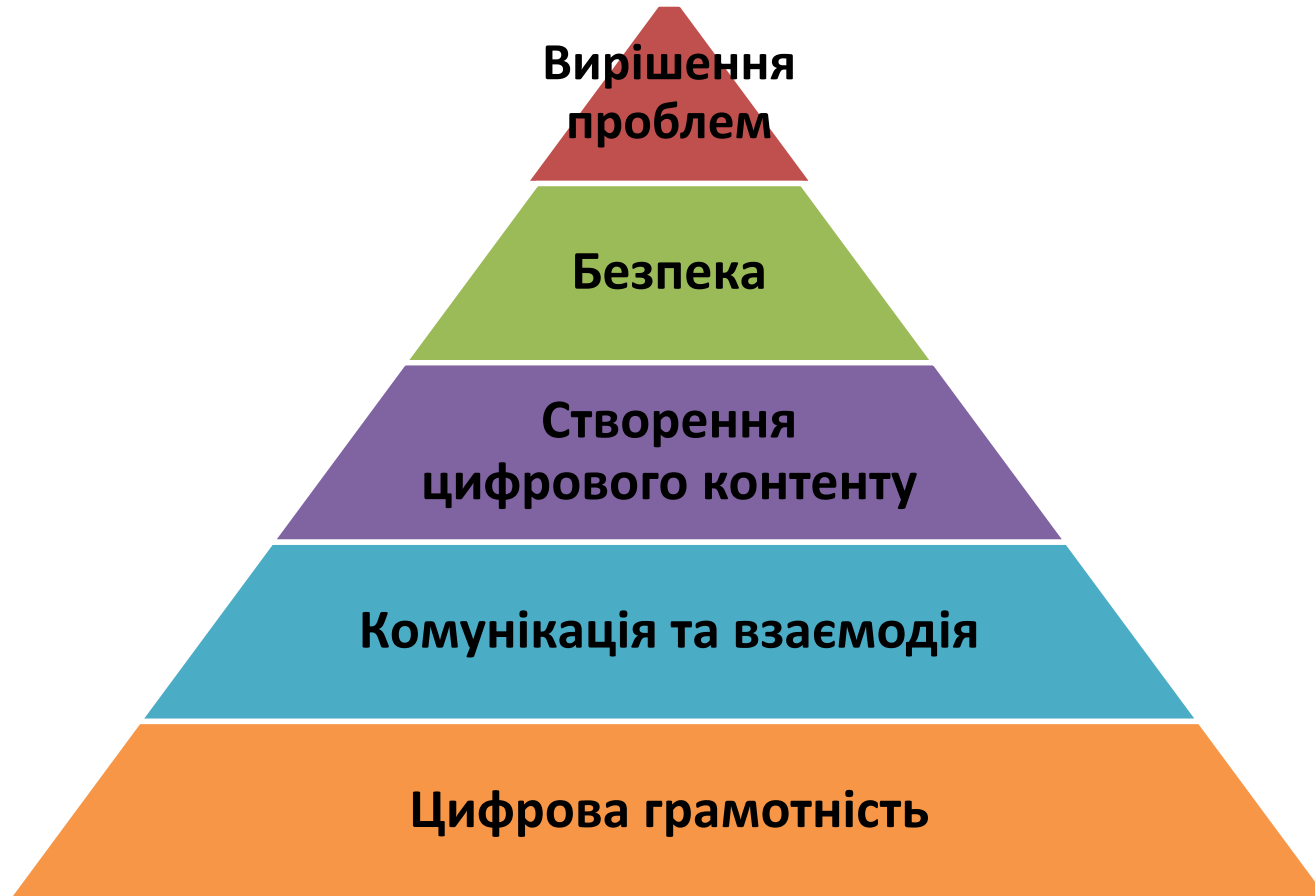 Вирішення
проблем
Безпека
Створення
цифрового контенту
Комунікація та взаємодія
Цифрова грамотність